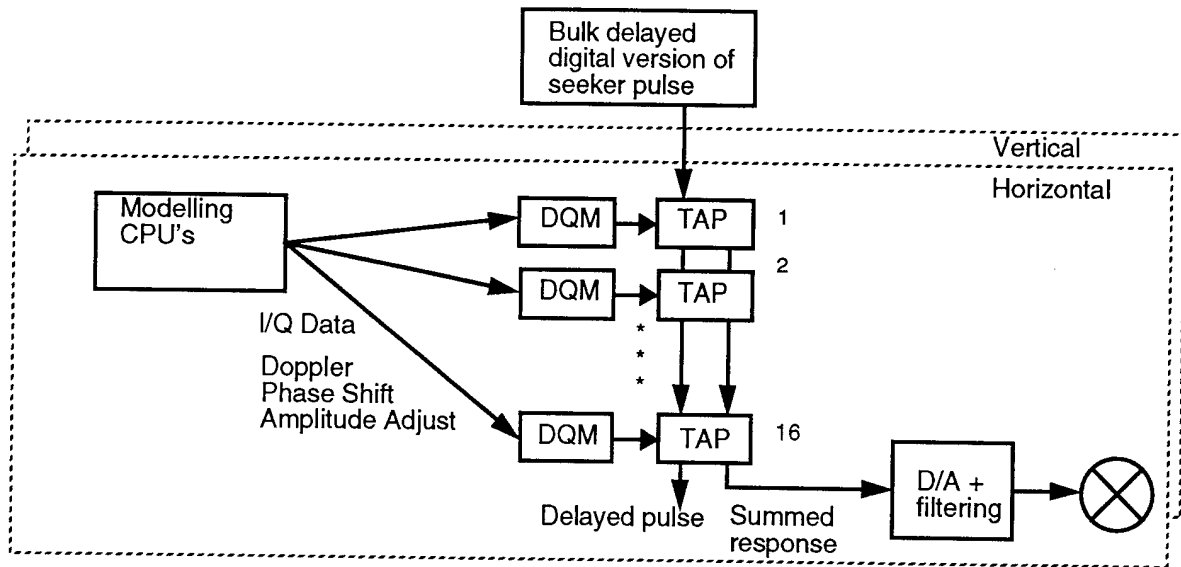 Bulk delayed
digital version of
seeker pulse
Vertical
Horizontal
Modelling
CPU's
DQM
TAP
1
2
DQM
TAP
I/Q Data
*
*
*
Doppler
Phase Shift
Amplitude Adjust
DQM
TAP
16
D/A +
filtering
Delayed pulse
Summed
response